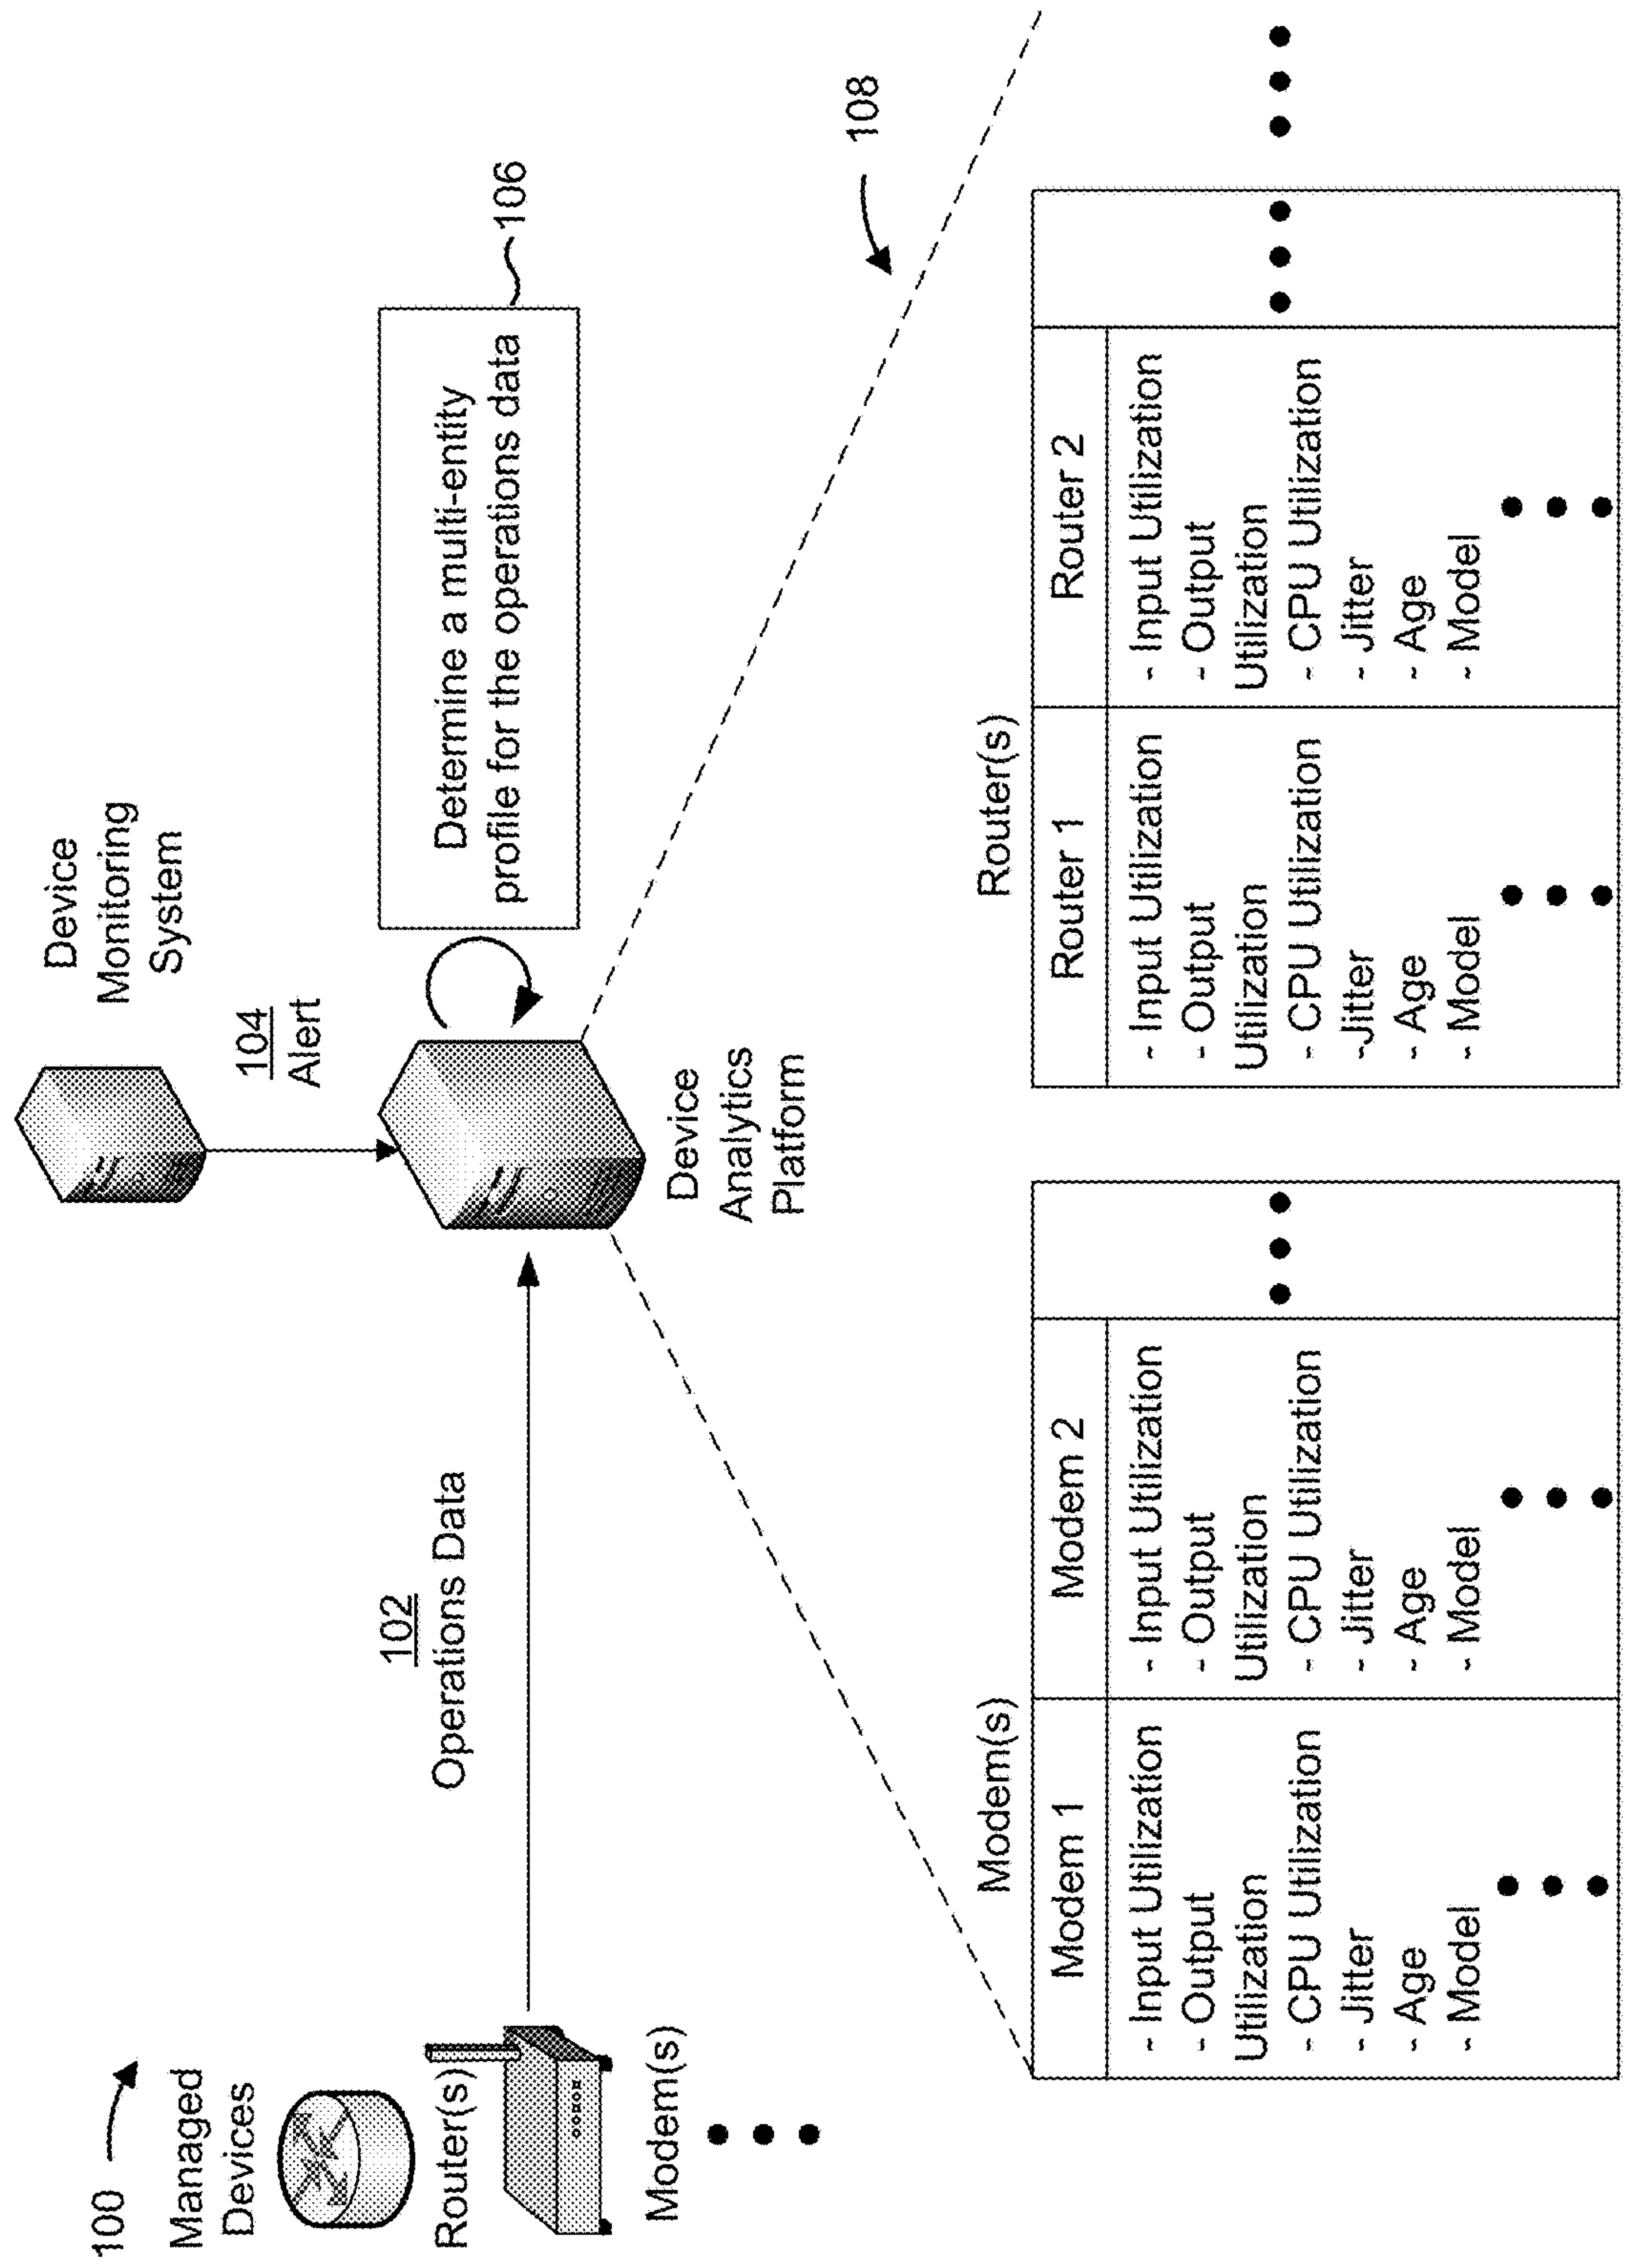 100
Managed
Devices
Router(s)
Modem(s)
102
Operations Data
Device
Monitoring
System
104
Alert
Device
Analytics
Platform
Determine a multi-entity
profile for the operations data
106
108
Modem(s)
Modem 1
- Input Utilization
- Output
Utilization
- CPU Utilization
- Jitter
- Age
- Model
Modem 2
- Input Utilization
- Output
Utilization
- CPU Utilization
- Jitter
- Age
- Model
Router(s)
Router 1
- Input Utilization
- Output
Utilization
- CPU Utilization
-Jitter
- Age
- Model
Router 2
- Input Utilization
- Output
Utilization
- CPU Utilization
- Jitter
- Age
- Model